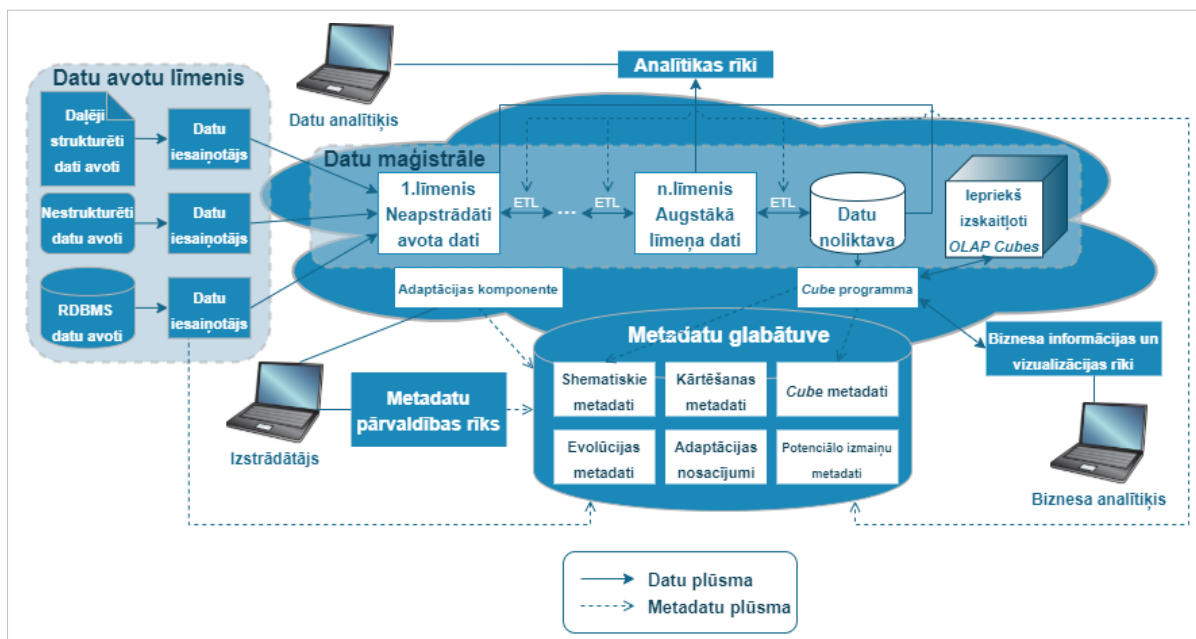 Datu avotu līmenis
Daļēji
strukturēti
dati avoti
Datu
iesaiņotājs
Nestrukturēti
datu avoti
Datu
iesaiņotājs
RDBMS
datu avoti
Datu
iesaiņotājs
Datu analītiķis
Analītikas rīki
Datu maģistrāle
1.līmenis
Neapstrādāti
avota dati
ETL
...
ETL
n.līmenis
Augstākā
līmeņa dati
ETL
Datu
noliktava
Iepriekš
izskaitļoti
OLAP Cubes
Adaptācijas komponente
Cube programma
Metadatu glabātuve
Shematiskie
metadati
Kārtēšanas
metadati
Cube metadati
Evolūcijas
metadati
Adaptācijas
nosacījumi
Potenciālo izmaiņu
metadati
Metadatu
pārvaldības rīks
Izstrādātājs
Biznesa informācijas un
vizualizācijas rīki
Biznesa analītiķis
Datu plūsma
Metadatu plūsma